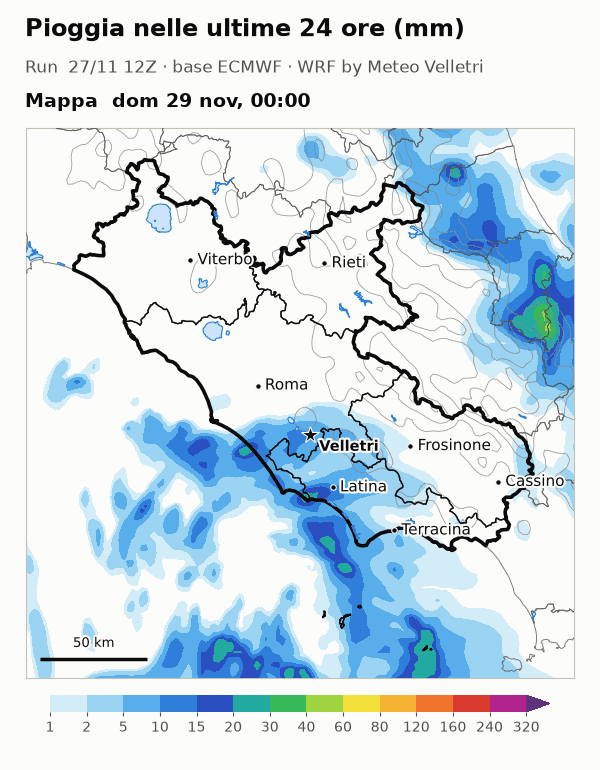 Pioggia nelle ultime 24 ore (mm)
Run 27/11 12Z · base ECMWF · WRF by Meteo Velletri
Mappa dom 29 nov, 00:00
Viterbo
Rieti
Roma
Velletri
Frosinone
Latina
Cassino
Terracina
50 km
1 2 5 10 15 20 30 40 60 80 120 160 240 320